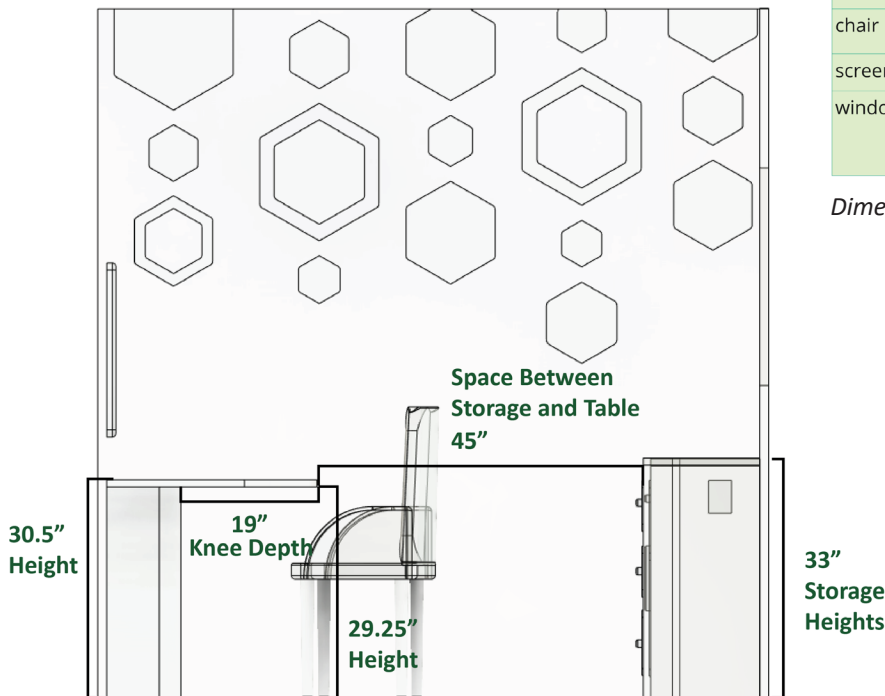 chair
screen
Space Between
Storage and Table
45”
19”
Knee Depth
30.5”
Height
29.25”
Height
33”
Storage
Heights